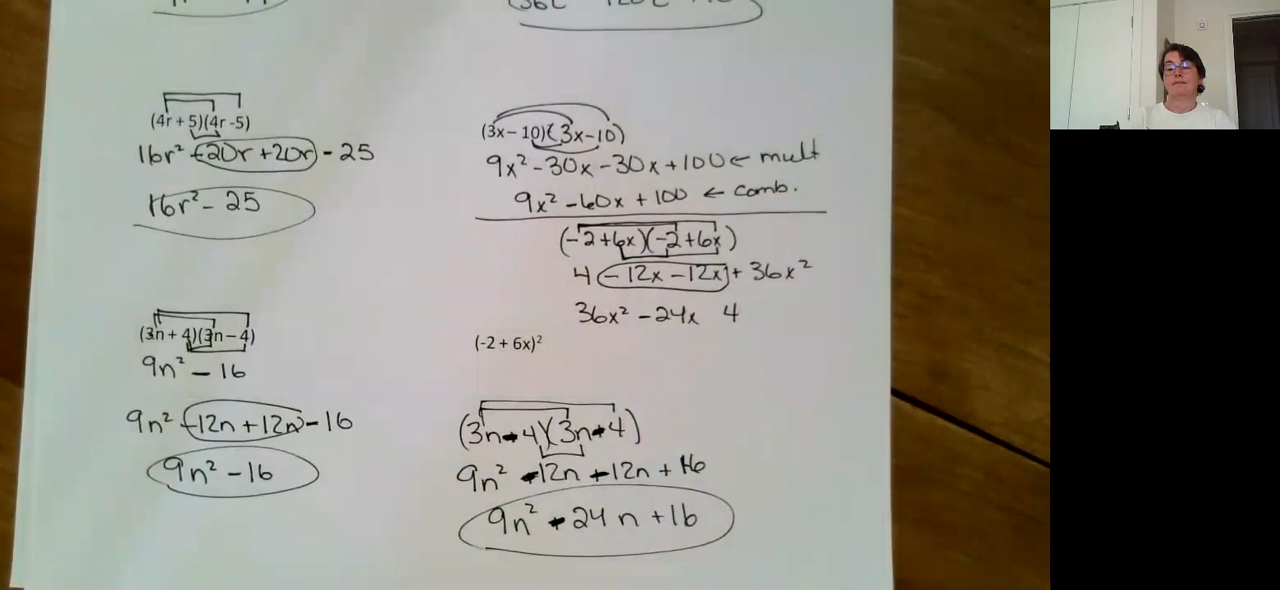 (4r + 5)(4r - 5)
16r² - 20r + 20r - 25
16r² - 25
(3n + 4)(3n - 4)
9n² - 16
9n² - 12n + 12n - 16
9n² - 16
(3x - 10)(3x - 10)
9x² - 30x - 30x + 100 ← mult
9x² - 60x + 100 ← comb.
(-2 + 6x)(-2 + 6x)
4 - 12x - 12x + 36x²
36x² - 24x 4
(-2 + 6x)²
(3n - 4)(3n - 4)
9n² - 12n - 12n + 16
9n² - 24n + 16